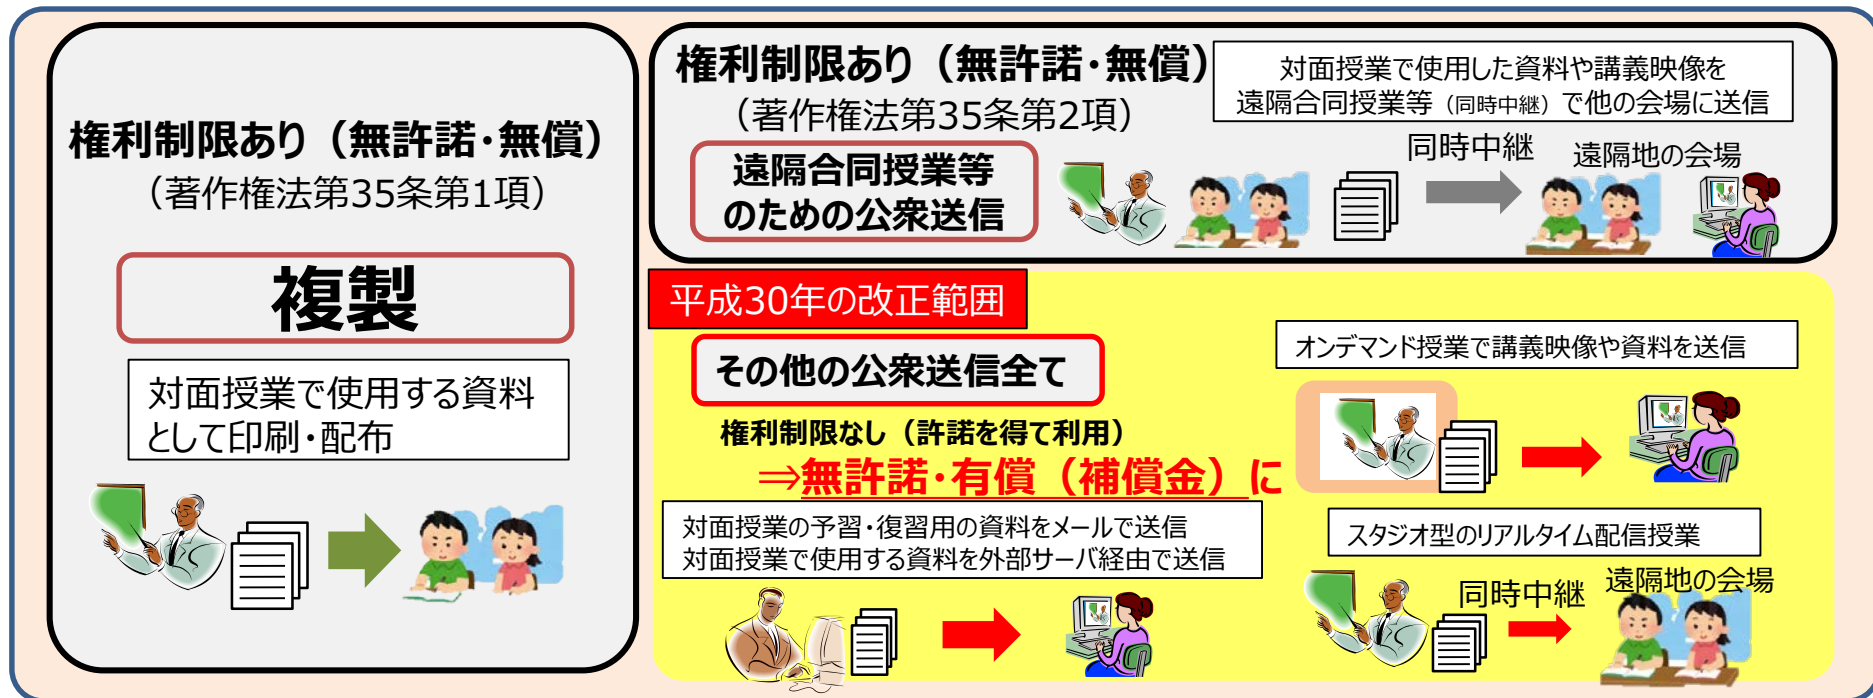 権利制限あり（無許諾・無償）
（著作権法第35条第1項）
複製
対面授業で使用する資料
として印刷・配布
権利制限あり（無許諾・無償）
（著作権法第35条第2項）
遠隔合同授業等
のための公衆送信
対面授業で使用した資料や講義映像を
遠隔合同授業等（同時中継）で他の会場に送信
同時中継
遠隔地の会場
平成30年の改正範囲
その他の公衆送信全て
権利制限なし（許諾を得て利用）
⇒無許諾・有償（補償金）に
対面授業の予習・復習用の資料をメールで送信
対面授業で使用する資料を外部サーバ経由で送信
オンデマンド授業で講義映像や資料を送信
スタジオ型のリアルタイム配信授業
同時中継
遠隔地の会場